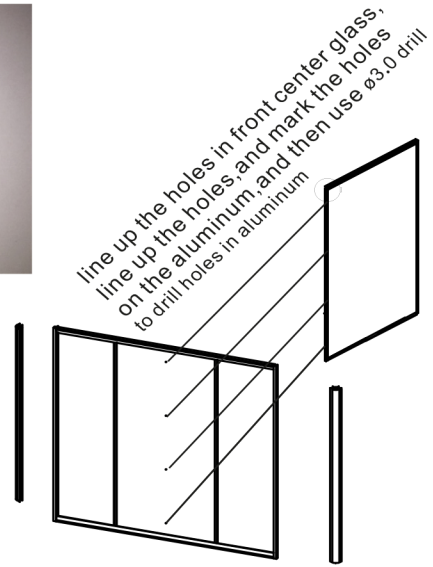 line up the holes in front center glass,
line up the holes,and mark the holes
on the aluminum,and then use ø3.0 drill
to drill holes in aluminum